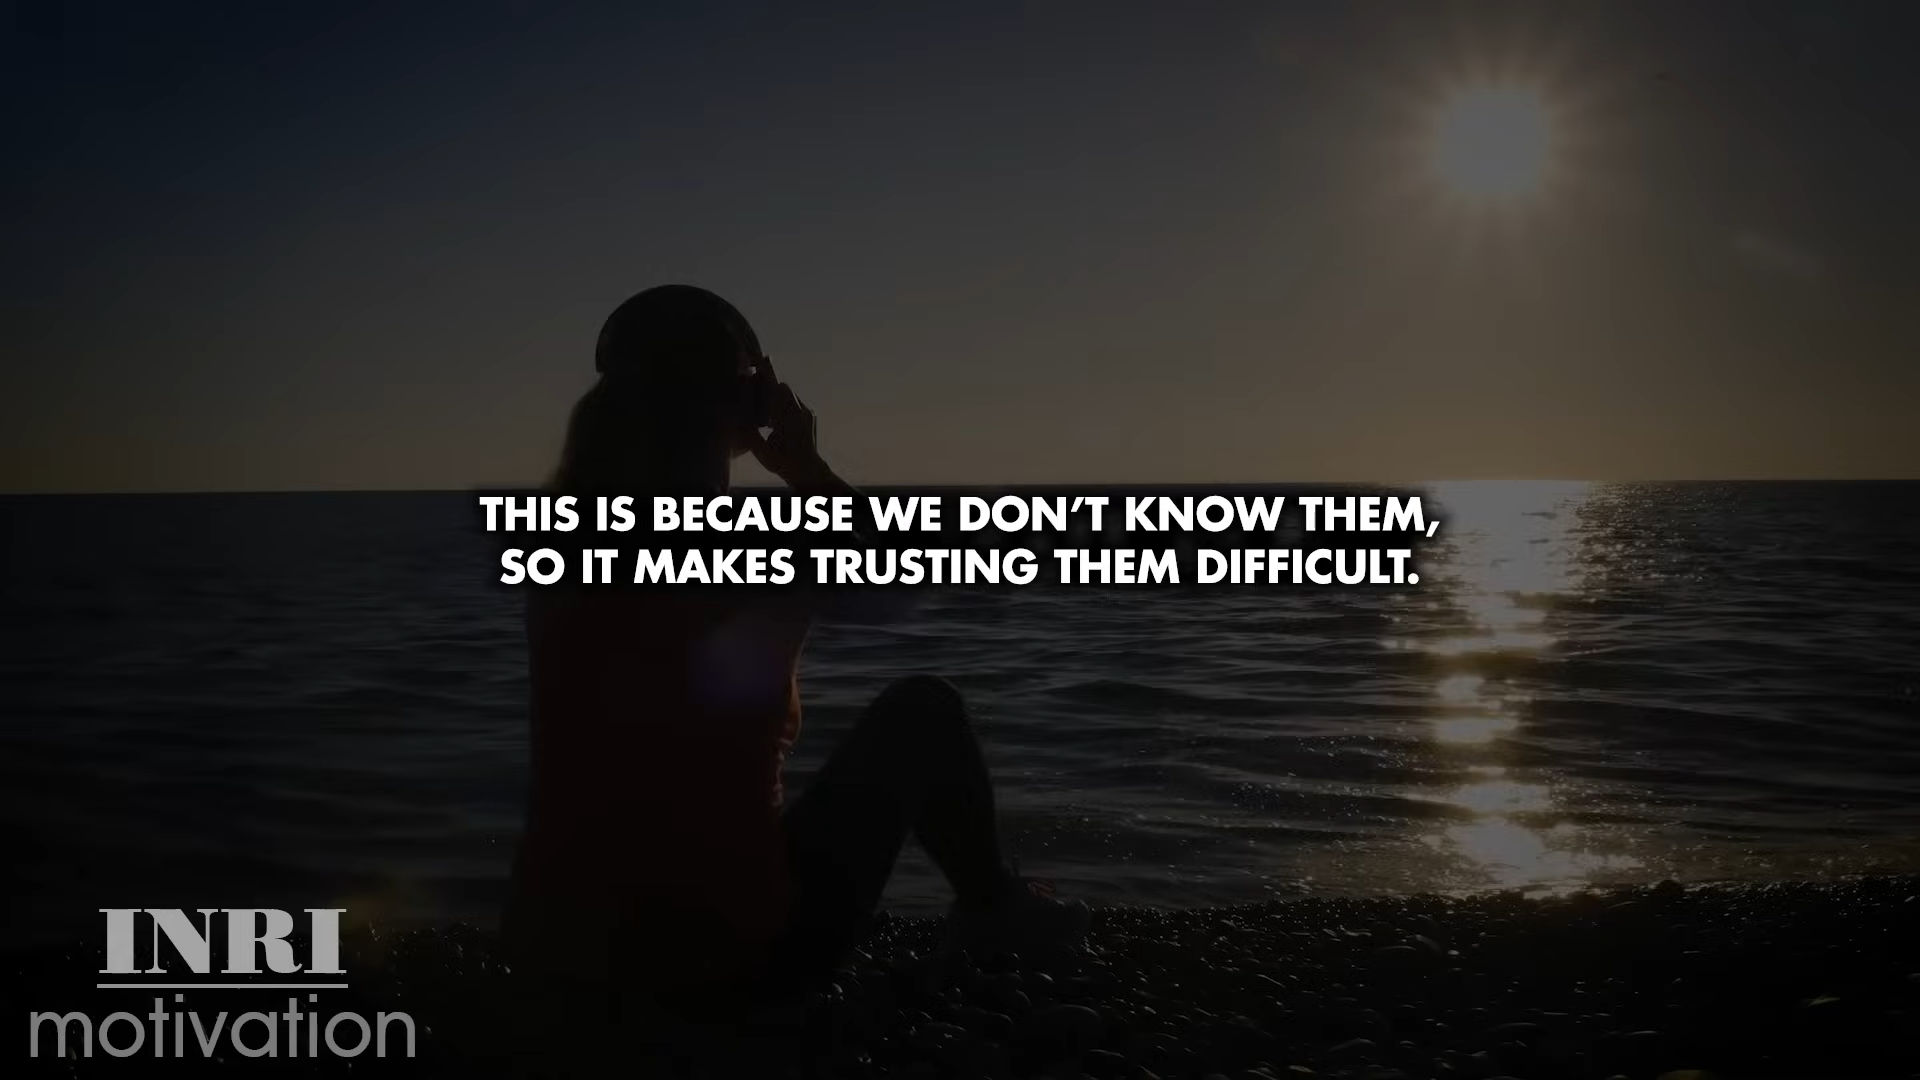 THIS IS BECAUSE WE DON'T KNOW THEM,
SO IT MAKES TRUSTING THEM DIFFICULT.
INRI
motivation